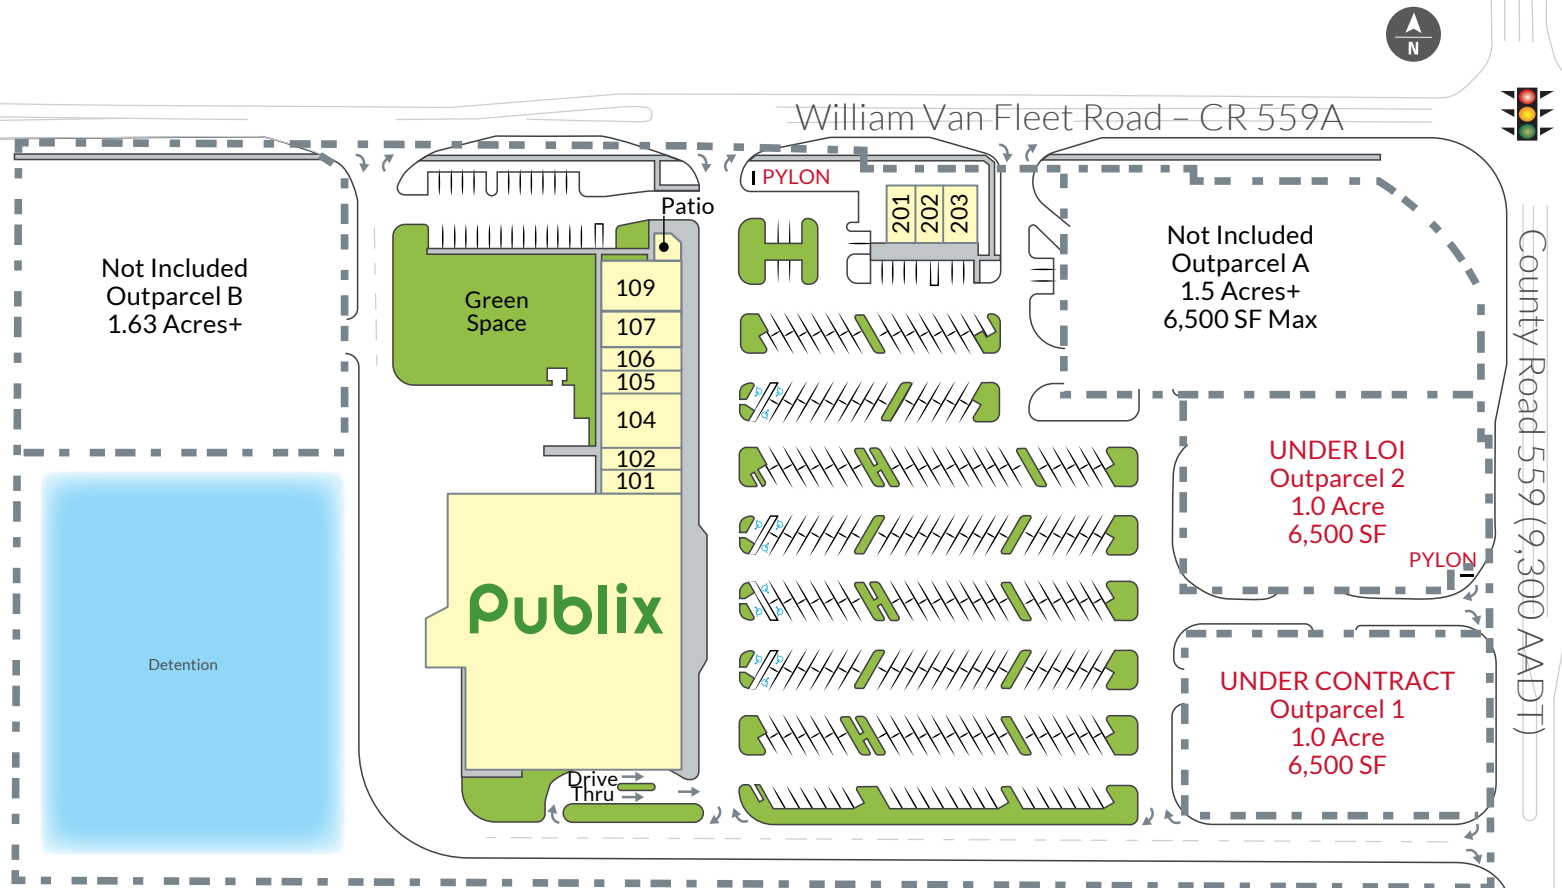 N
William Van Fleet Road – CR 559A
PYLON
201
202
203
Patio
Not Included
Outparcel B
1.63 Acres+
Green
Space
109
107
106
105
104
102
101
Not Included
Outparcel A
1.5 Acres+
6,500 SF Max
County Road 559 (9,300 AADT)
UNDER LOI
Outparcel 2
1.0 Acre
6,500 SF
PYLON
Publix
Detention
UNDER CONTRACT
Outparcel 1
1.0 Acre
6,500 SF
Drive
Thru